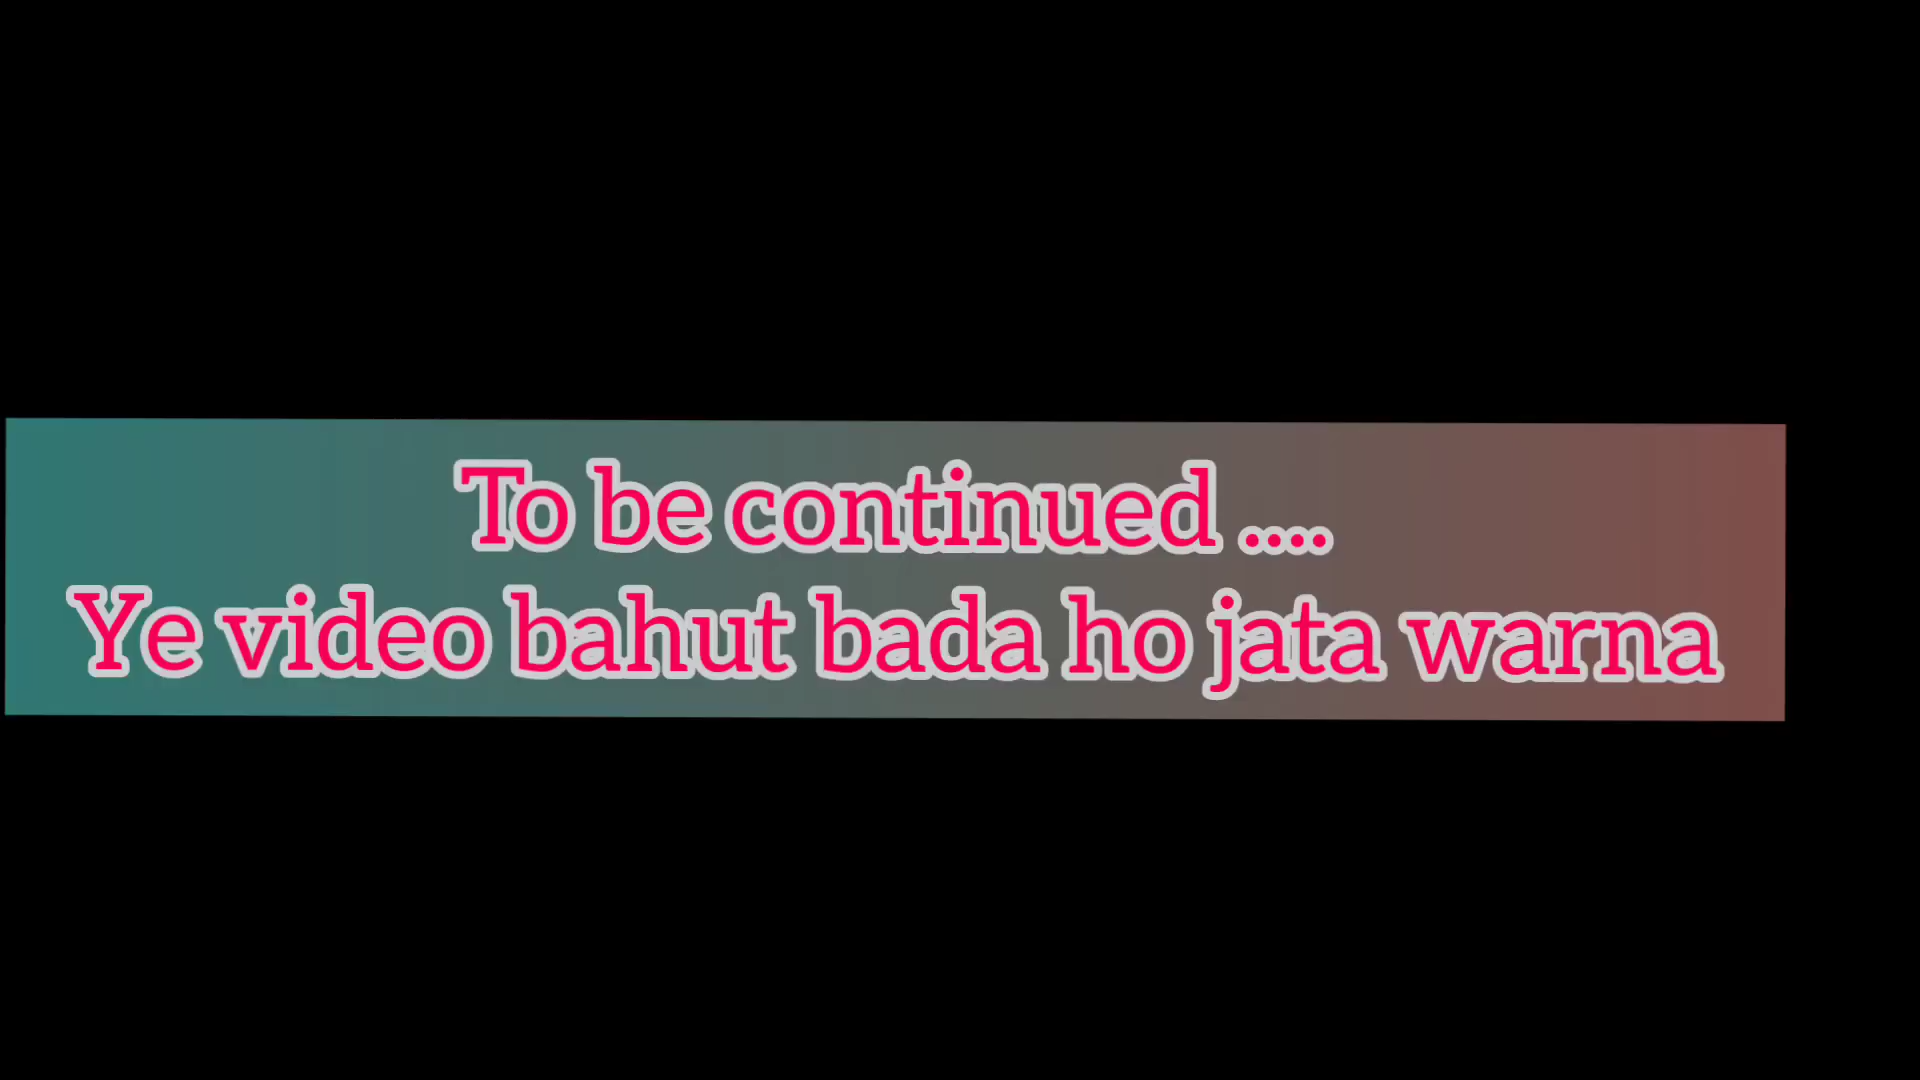 To be continued ....
Ye video bahut bada ho jata warna